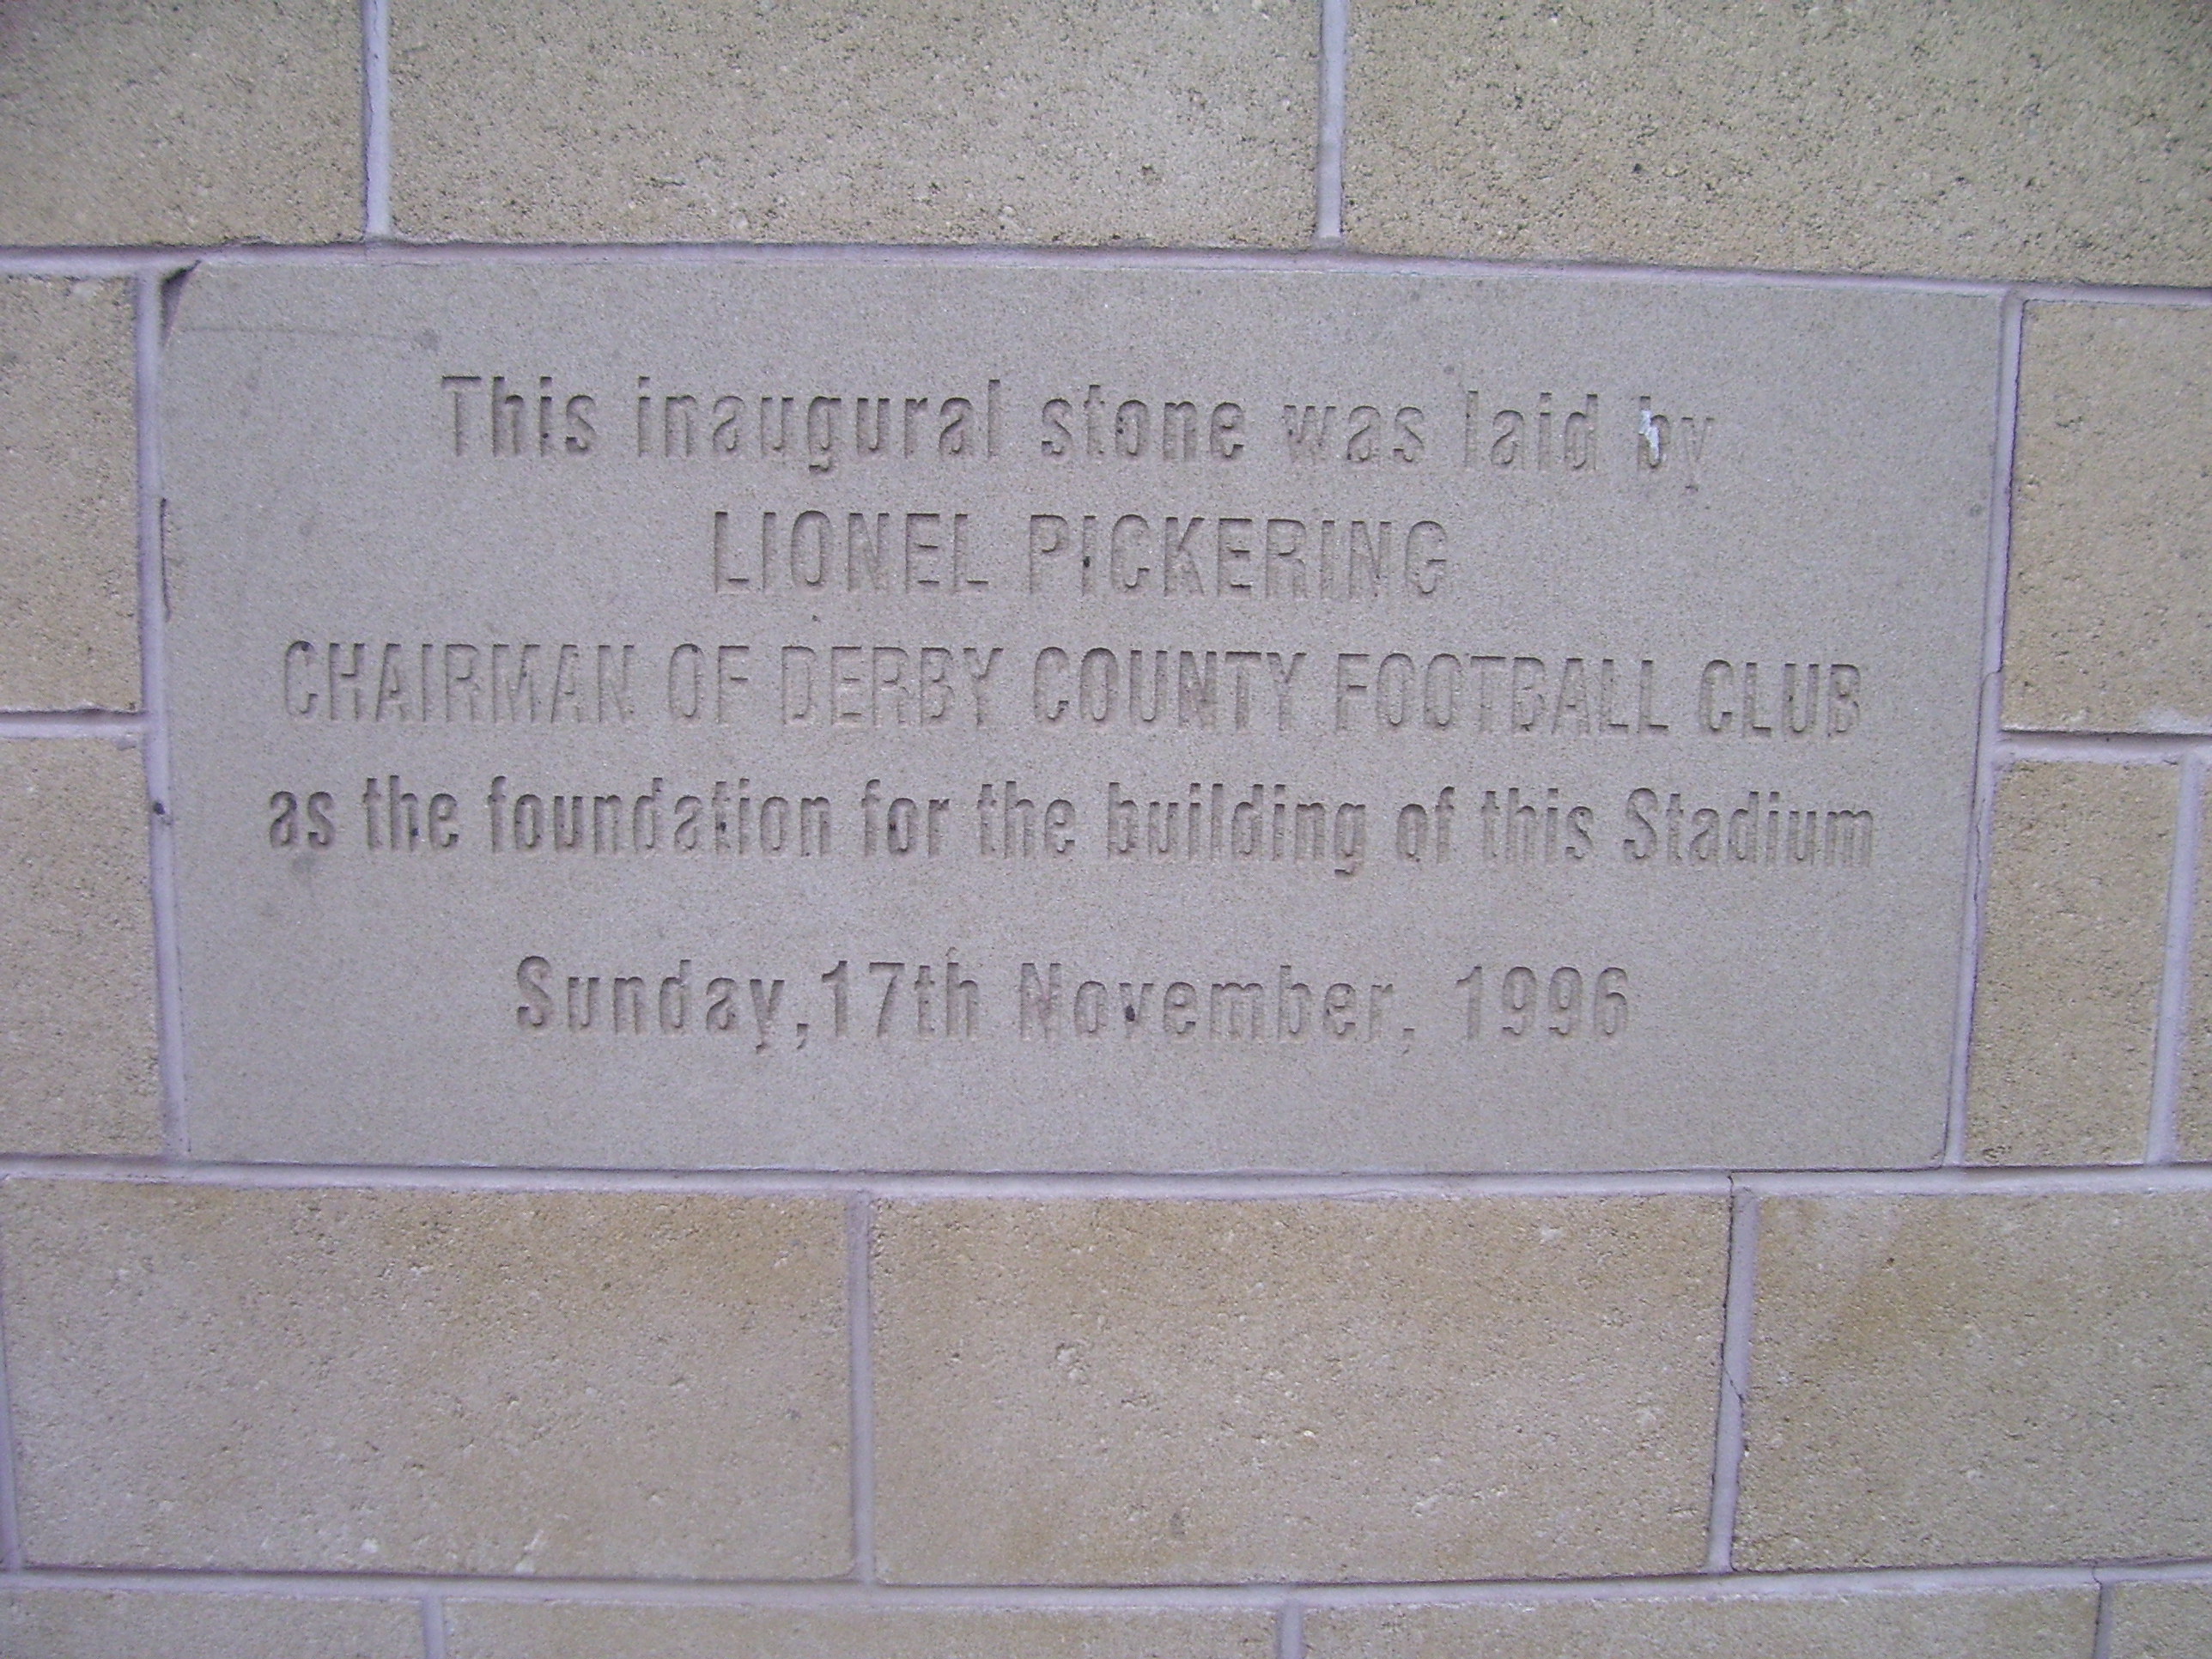 This inaugural stone was laid by
LIONEL PICKERING
CHAIRMAN OF DERBY COUNTY FOOTBALL CLUB
as the foundation for the building of this Stadium
Sunday,17th November, 1996